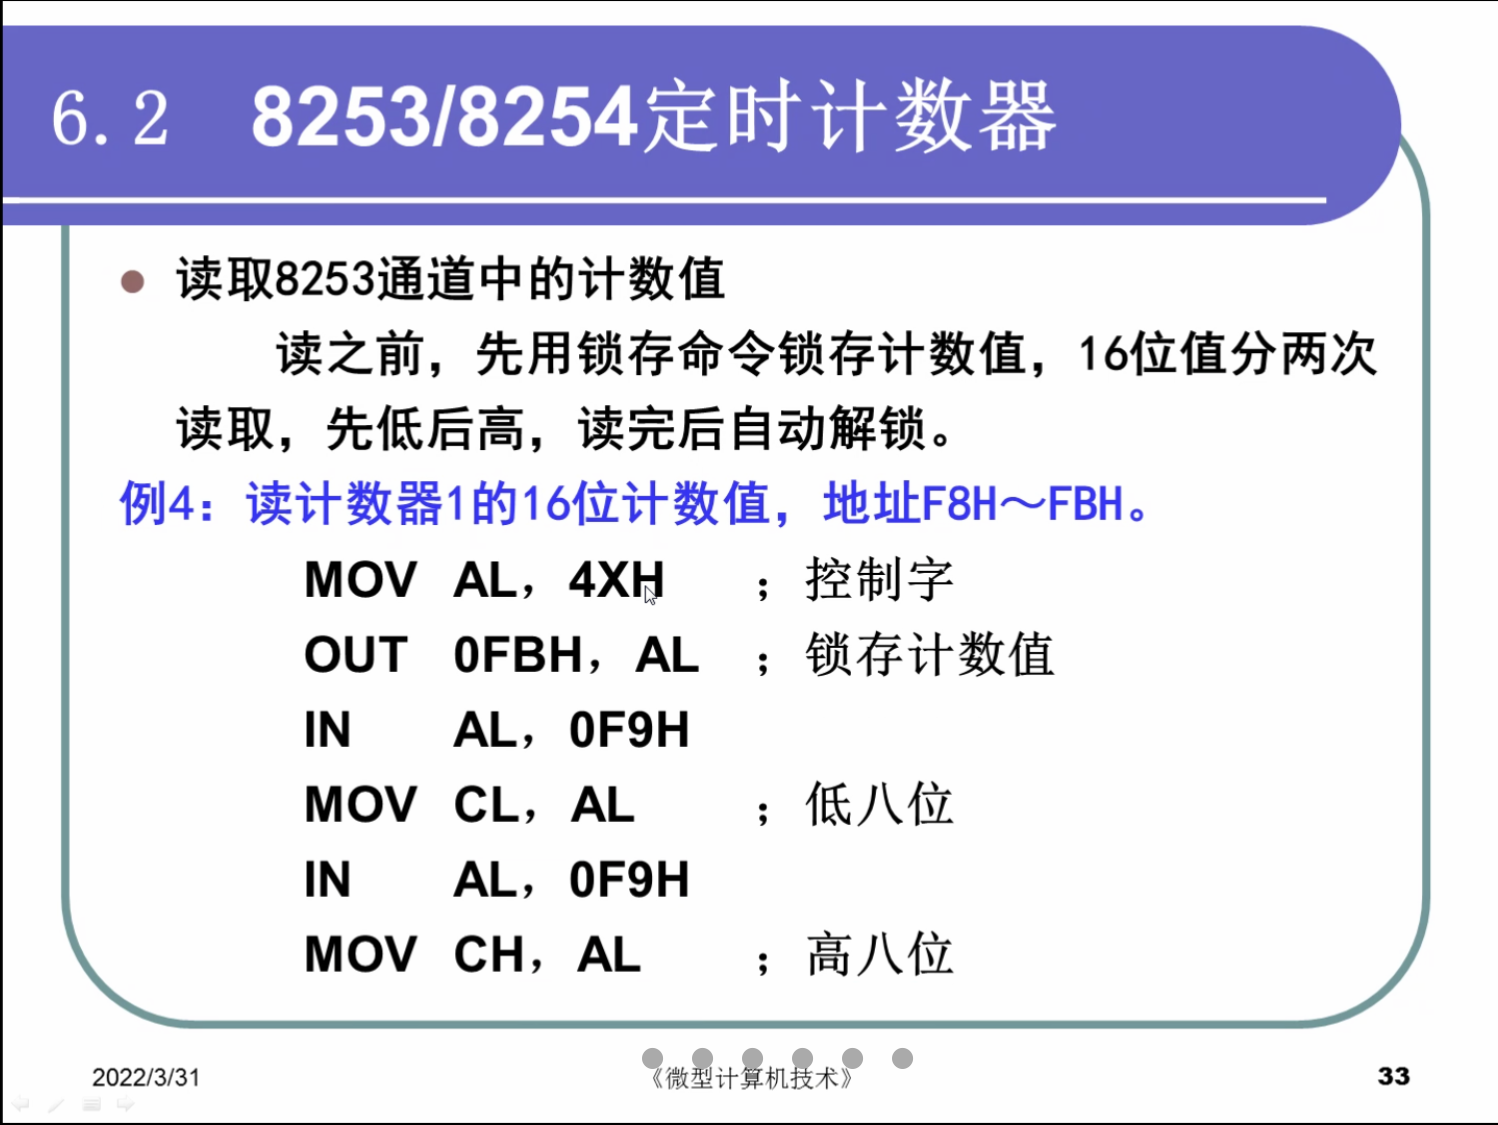 6.2 8253/8254定时计数器
读取8253通道中的计数值
读之前，先用锁存命令锁存计数值，16位值分两次
读取，先低后高，读完后自动解锁。
例4：读计数器1的16位计数值，地址F8H～FBH。
MOV AL，4XH ；控制字
OUT 0FBH，AL ；锁存计数值
IN AL，0F9H
MOV CL，AL ；低八位
IN AL，0F9H
MOV CH，AL ；高八位
2022/3/31 《微型计算机技术》 33